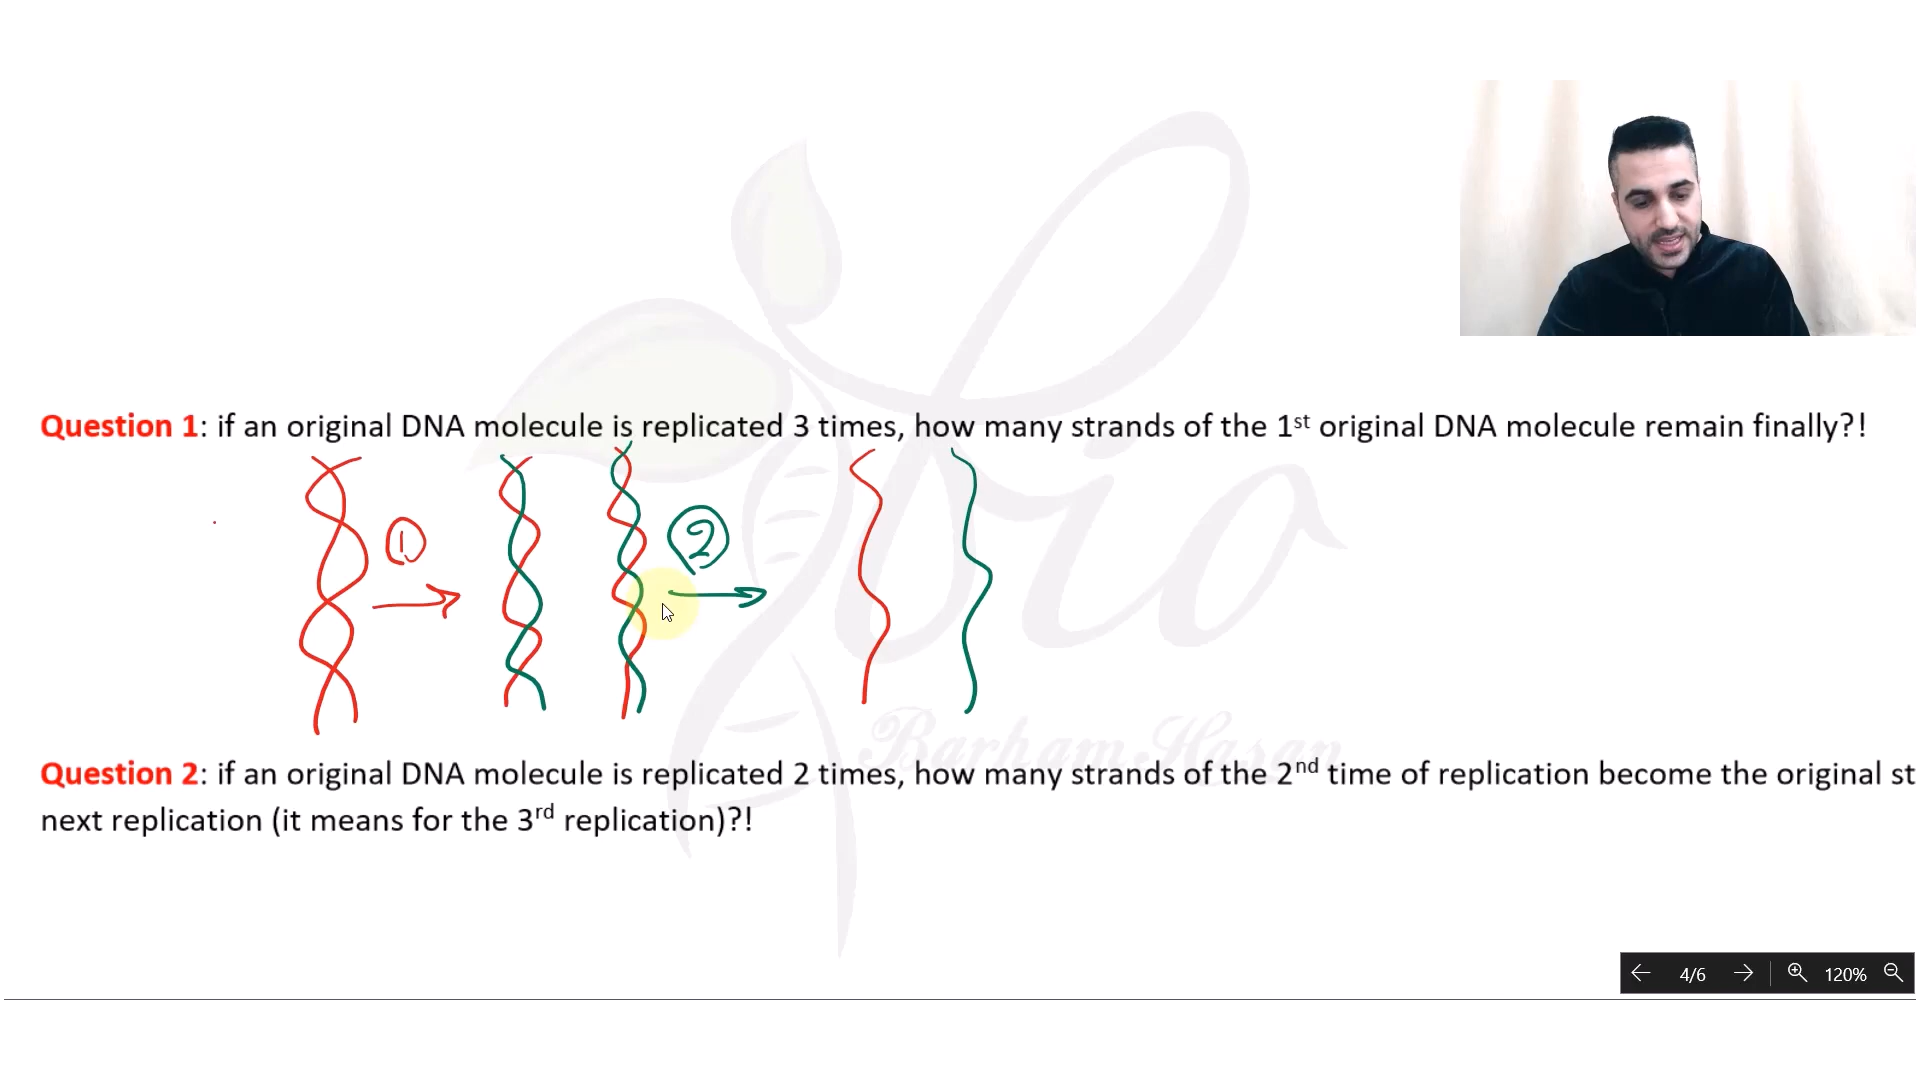 Question 1: if an original DNA molecule is replicated 3 times, how many strands of the 1st original DNA molecule remain finally?!
1
2
bio
Barham Hasan
Question 2: if an original DNA molecule is replicated 2 times, how many strands of the 2nd time of replication become the original st
next replication (it means for the 3rd replication)?!
4/6
120%